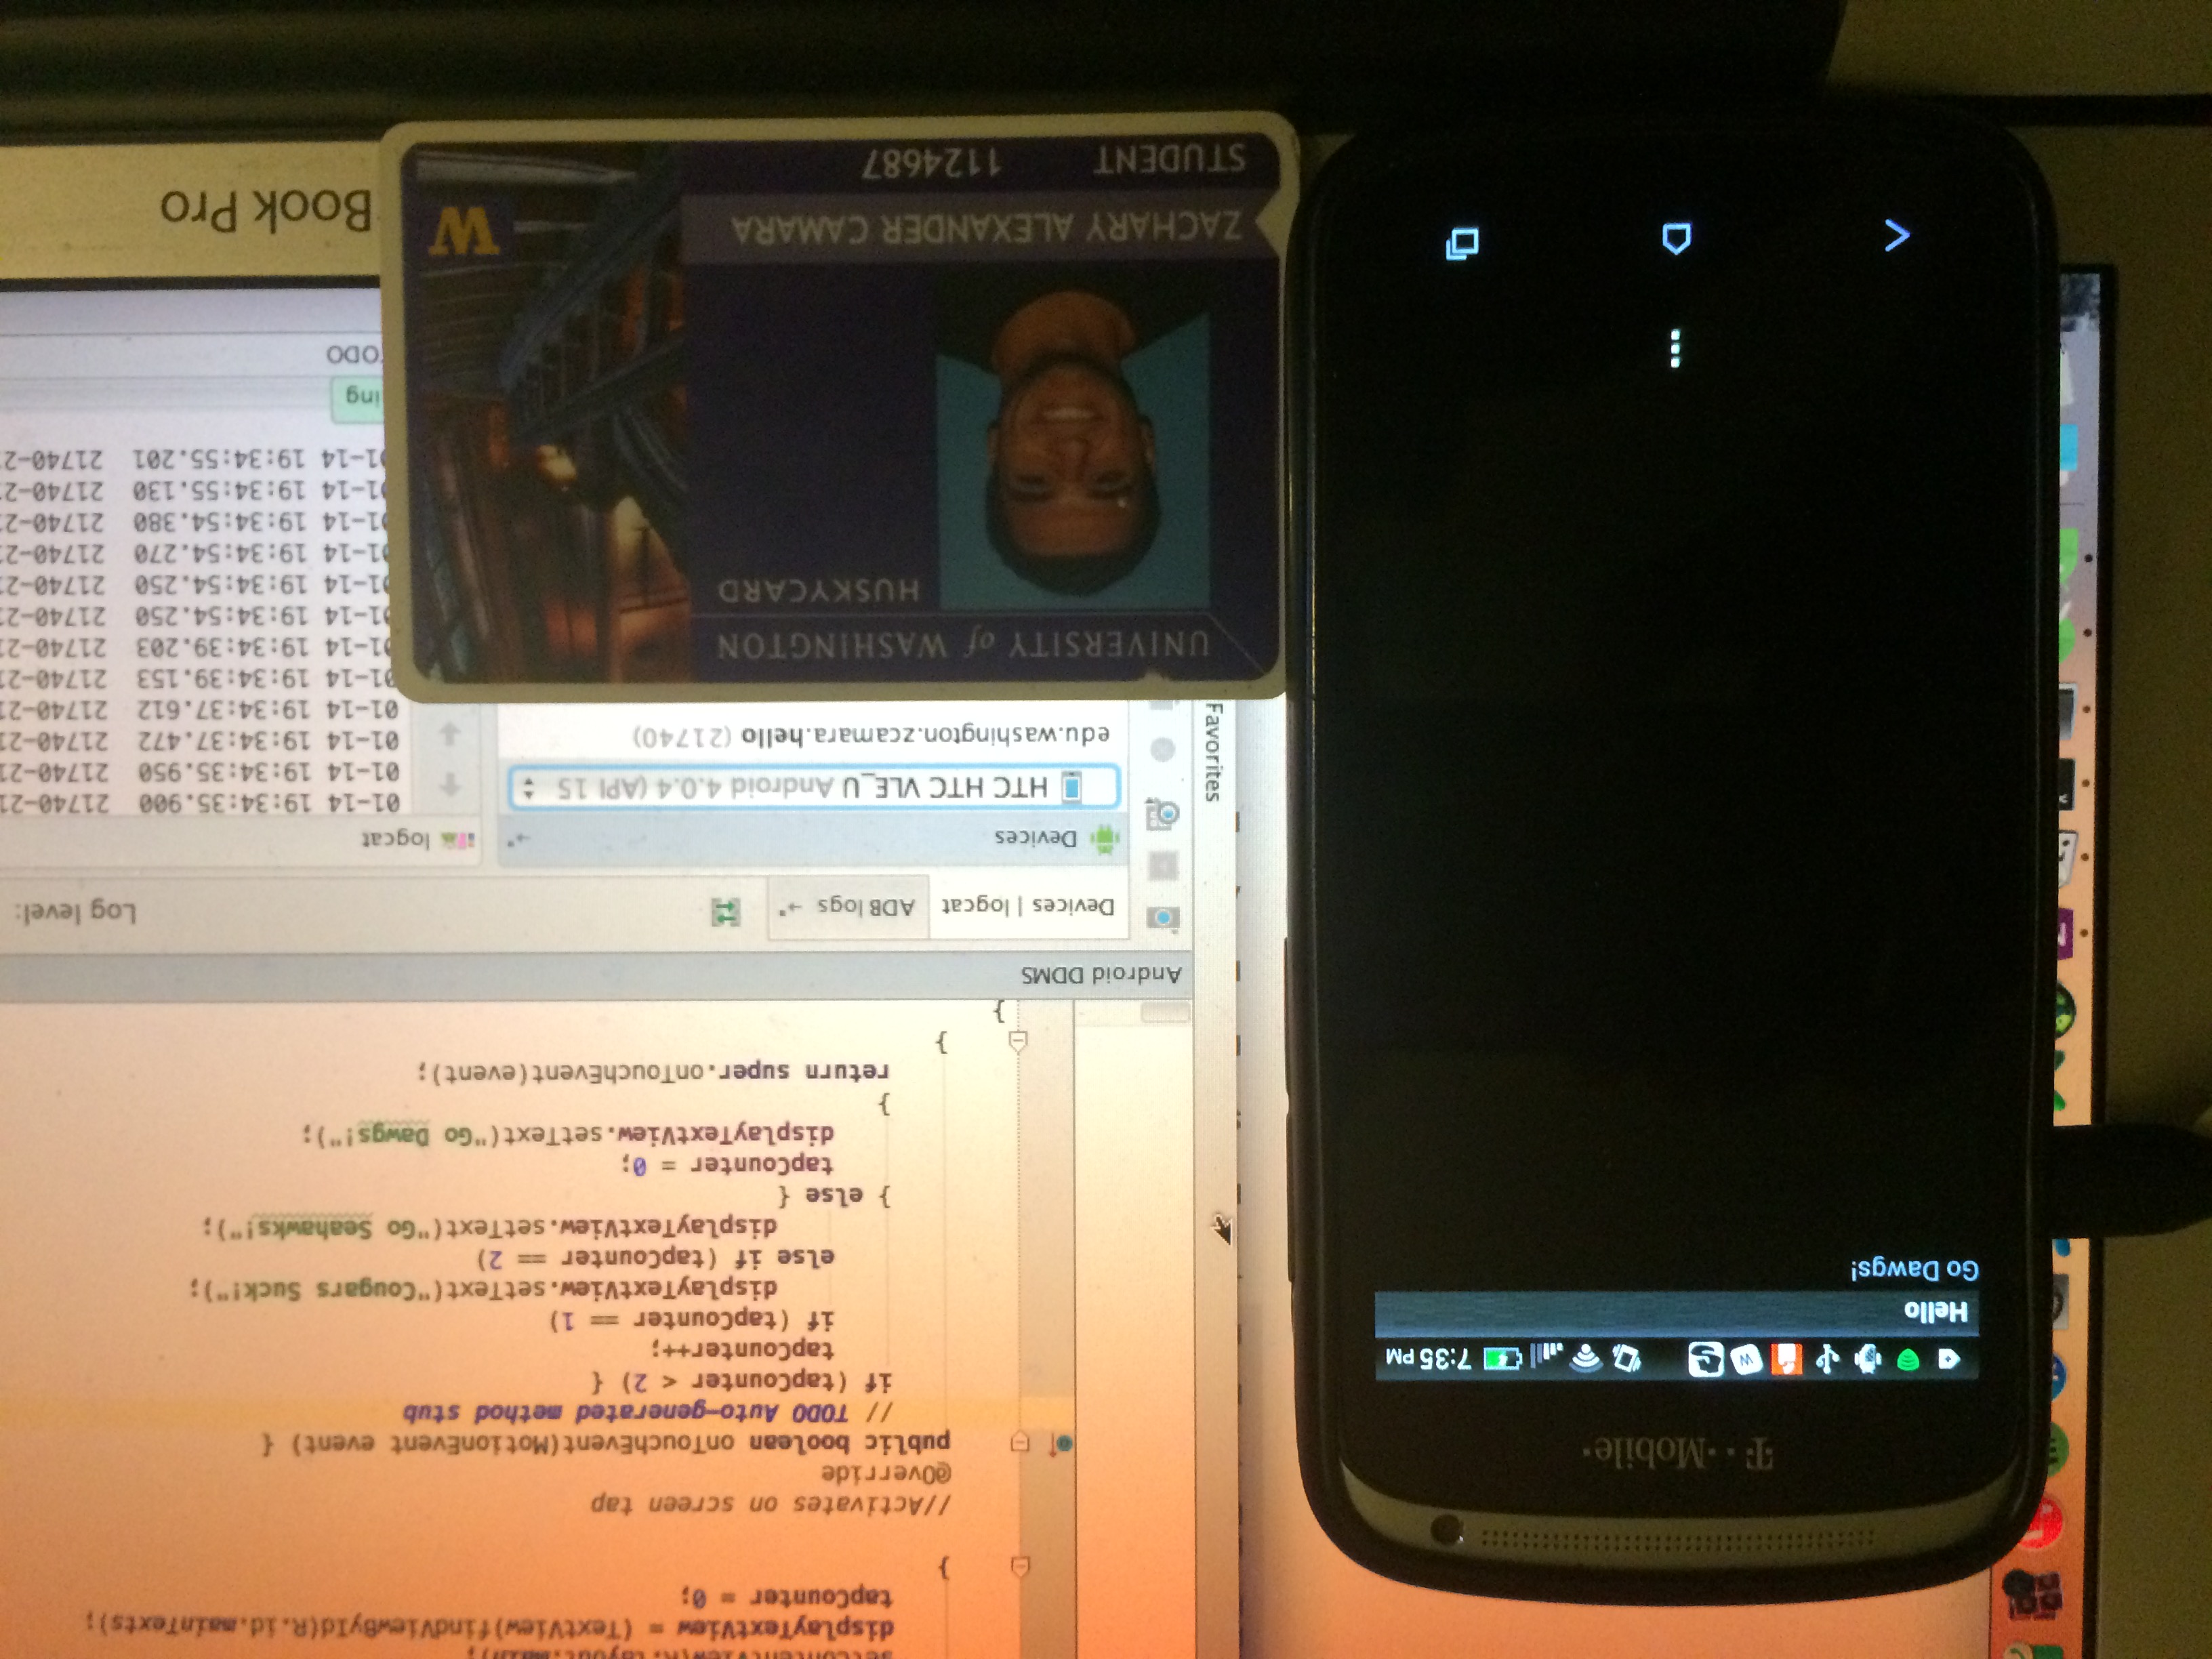 T··Mobile·
W
7:35 PM
Hello
Go Dawgs!
setContentView(R.layout.main);
displayTextView = (TextView)findViewById(R.id.mainTexts);
tapCounter = 0;
}
//Activates on screen tap
@Override
public boolean onTouchEvent(MotionEvent event) {
// TODO Auto-generated method stub
if (tapCounter < 2) {
tapCounter++;
if (tapCounter == 1)
displayTextView.setText("Cougars Suck!");
else if (tapCounter == 2)
displayTextView.setText("Go Seahawks!");
} else {
tapCounter = 0;
displayTextView.setText("Go Dawgs!");
}
return super.onTouchEvent(event);
}
}
Android DDMS
Devices | logcat
ADB logs
Log level:
Devices
logcat
HTC HTC VLE_U Android 4.0.4 (API 15
edu.washington.zcamara.hello (21740)
Favorites
01-14 19:34:35.900 21740-21
01-14 19:34:35.950 21740-21
01-14 19:34:37.472 21740-21
01-14 19:34:37.612 21740-21
01-14 19:34:39.153 21740-21
01-14 19:34:39.203 21740-21
01-14 19:34:54.250 21740-2
01-14 19:34:54.250 21740-2
01-14 19:34:54.270 21740-2
01-14 19:34:54.380 21740-2
01-14 19:34:55.130 21740-2
01-14 19:34:55.201 21740-2
ing
ODO
UNIVERSITY of WASHINGTON
HUSKYCARD
ZACHARY ALEXANDER CAMARA
W
STUDENT 1124687
Book Pro